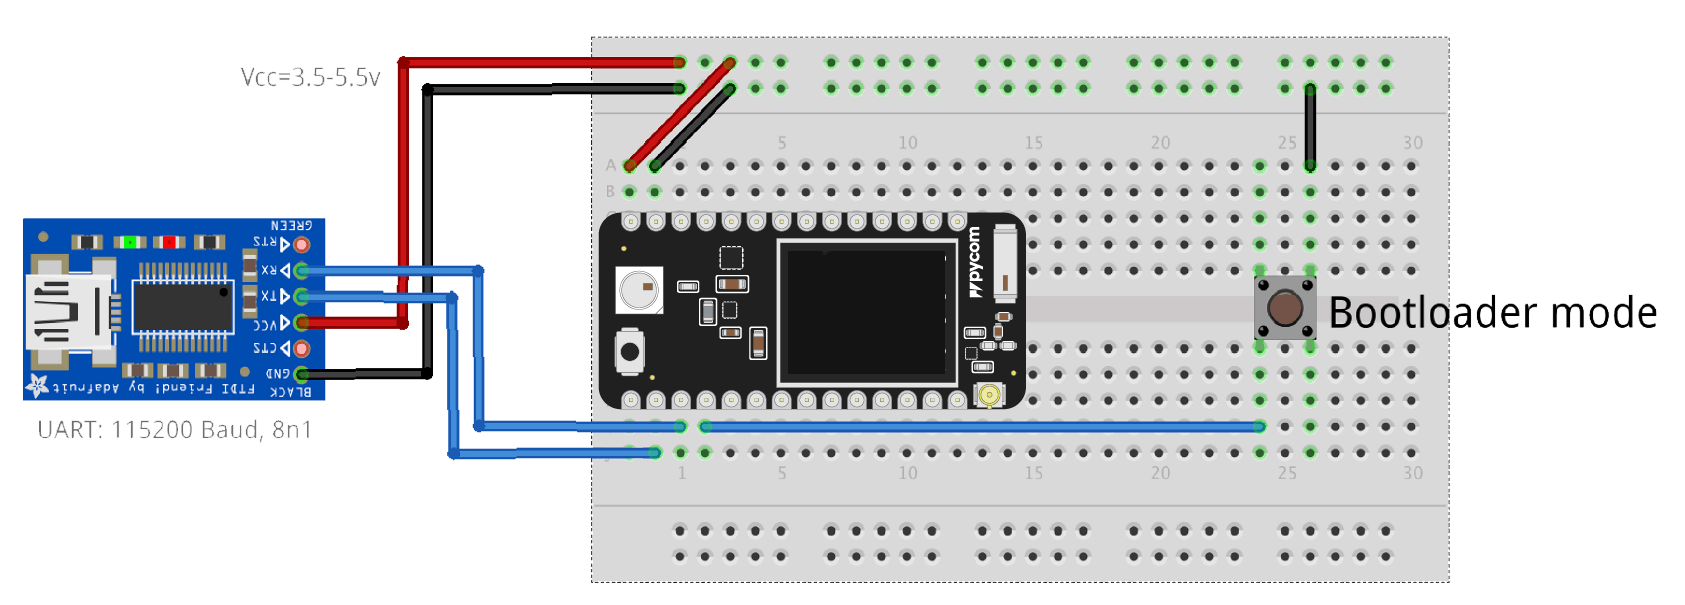 Vcc=3.5-5.5v
5 10 15 20 25 30
A
B
GREEN
RTS
RX
TX
VCC
CTS
GND
BLACK
FTDI Friend! by Adafruit
pycom
Bootloader mode
UART: 115200 Baud, 8n1
1 5 10 15 20 25 30